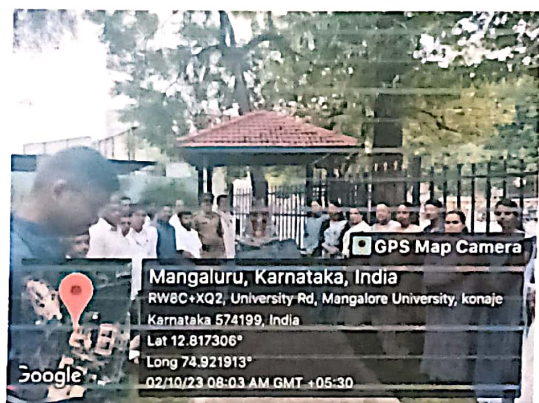 GPS Map Camera
Mangaluru, Karnataka, India
RW8C+XQ2, University Rd, Mangalore University, konaje
Karnataka 574199, India
Lat 12.817306°
Long 74.921913°
02/10/23 08:03 AM GMT +05:30
Google